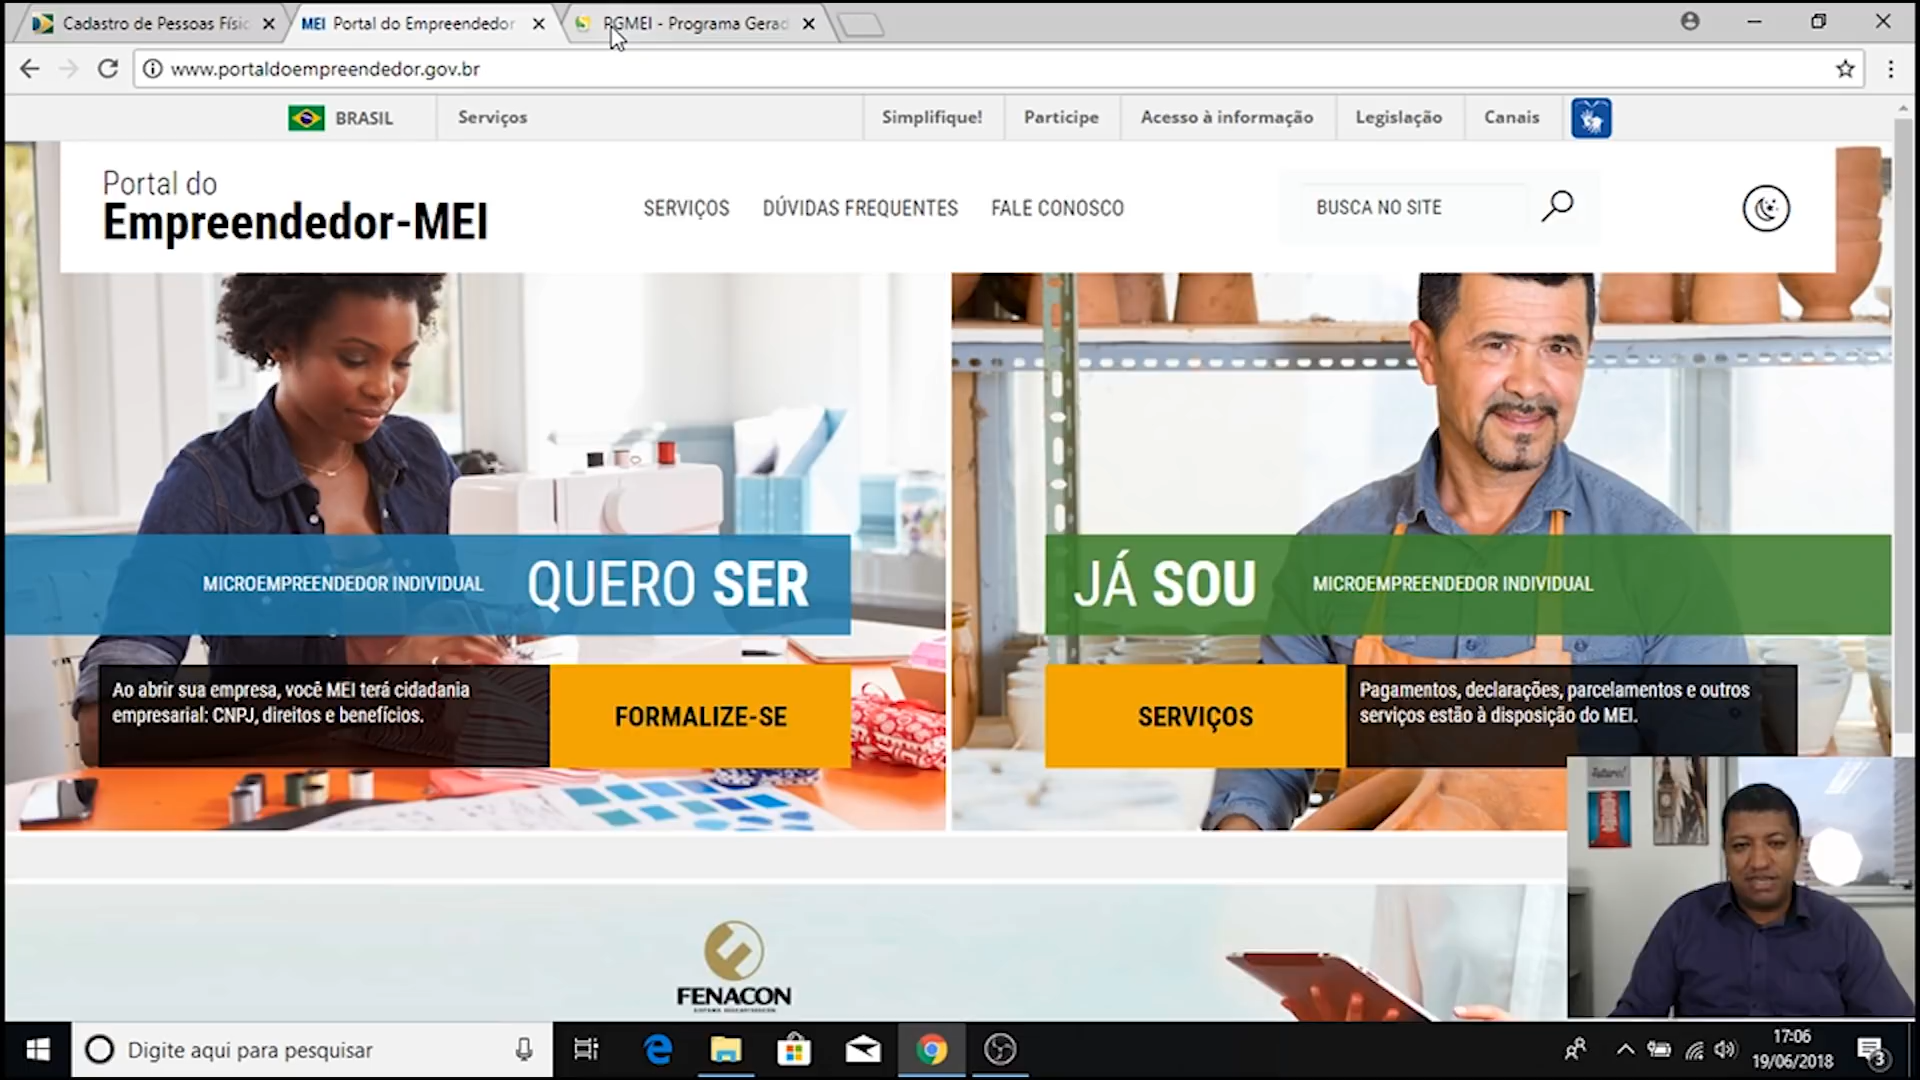 Cadastro de Pessoas Físic
MEI Portal do Empreendedor
PGMEI - Programa Gerad
www.portaldoempreendedor.gov.br
BRASIL
Serviços
Simplifique!
Participe
Acesso à informação
Legislação
Canais
Portal do
Empreendedor-MEI
SERVIÇOS
DÚVIDAS FREQUENTES
FALE CONOSCO
BUSCA NO SITE
MICROEMPREENDEDOR INDIVIDUAL
QUERO SER
JÁ SOU
MICROEMPREENDEDOR INDIVIDUAL
Ao abrir sua empresa, você MEI terá cidadania
empresarial: CNPJ, direitos e benefícios.
FORMALIZE-SE
SERVIÇOS
Pagamentos, declarações, parcelamentos e outros
serviços estão à disposição do MEI.
FENACON
Digite aqui para pesquisar
17:06
19/06/2018
3